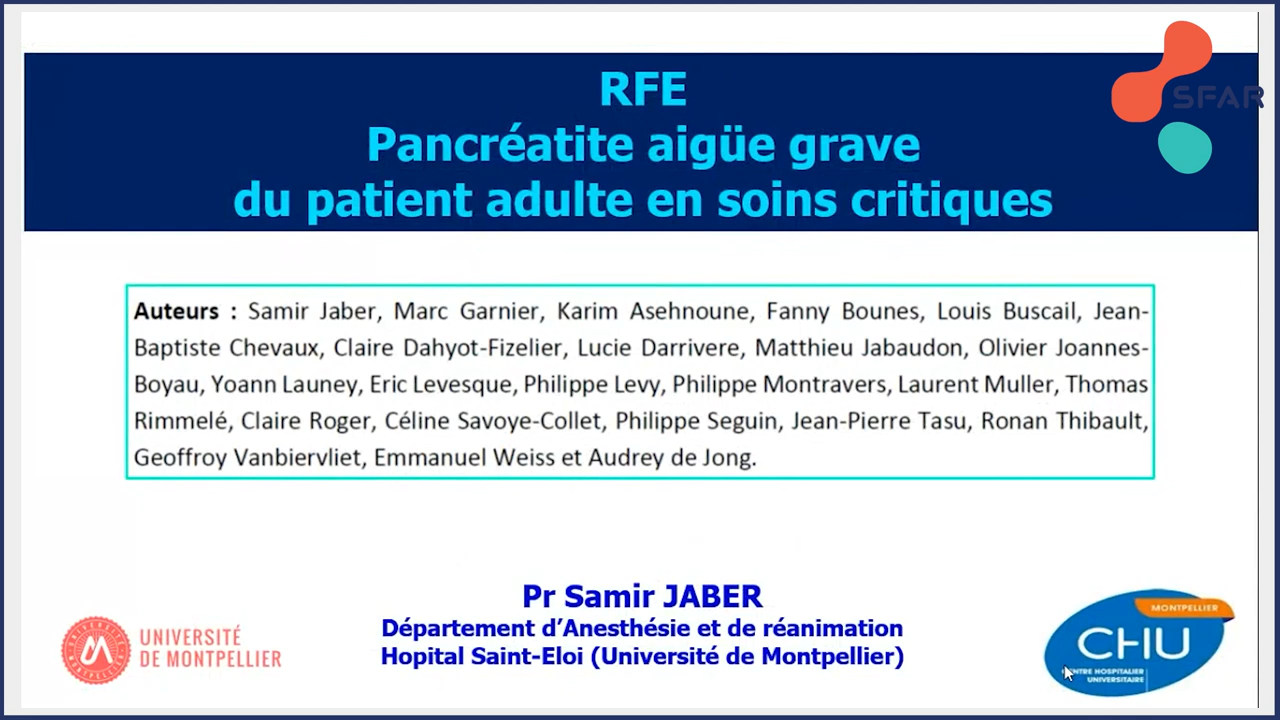 SFAR
RFE
Pancréatite aigüe grave
du patient adulte en soins critiques
Auteurs : Samir Jaber, Marc Garnier, Karim Asehnoune, Fanny Bounes, Louis Buscail, Jean-
Baptiste Chevaux, Claire Dahyot-Fizelier, Lucie Darrivere, Matthieu Jabaudon, Olivier Joannes-
Boyau, Yoann Launey, Eric Levesque, Philippe Levy, Philippe Montravers, Laurent Muller, Thomas
Rimmelé, Claire Roger, Céline Savoye-Collet, Philippe Seguin, Jean-Pierre Tasu, Ronan Thibault,
Geoffroy Vanbiervliet, Emmanuel Weiss et Audrey de Jong.
Pr Samir JABER
Département d’Anesthésie et de réanimation
Hopital Saint-Eloi (Université de Montpellier)
UNIVERSITÉ
DE MONTPELLIER
MONTPELLIER
CHU
HOSPITALIER
UNIVERSITAIRE